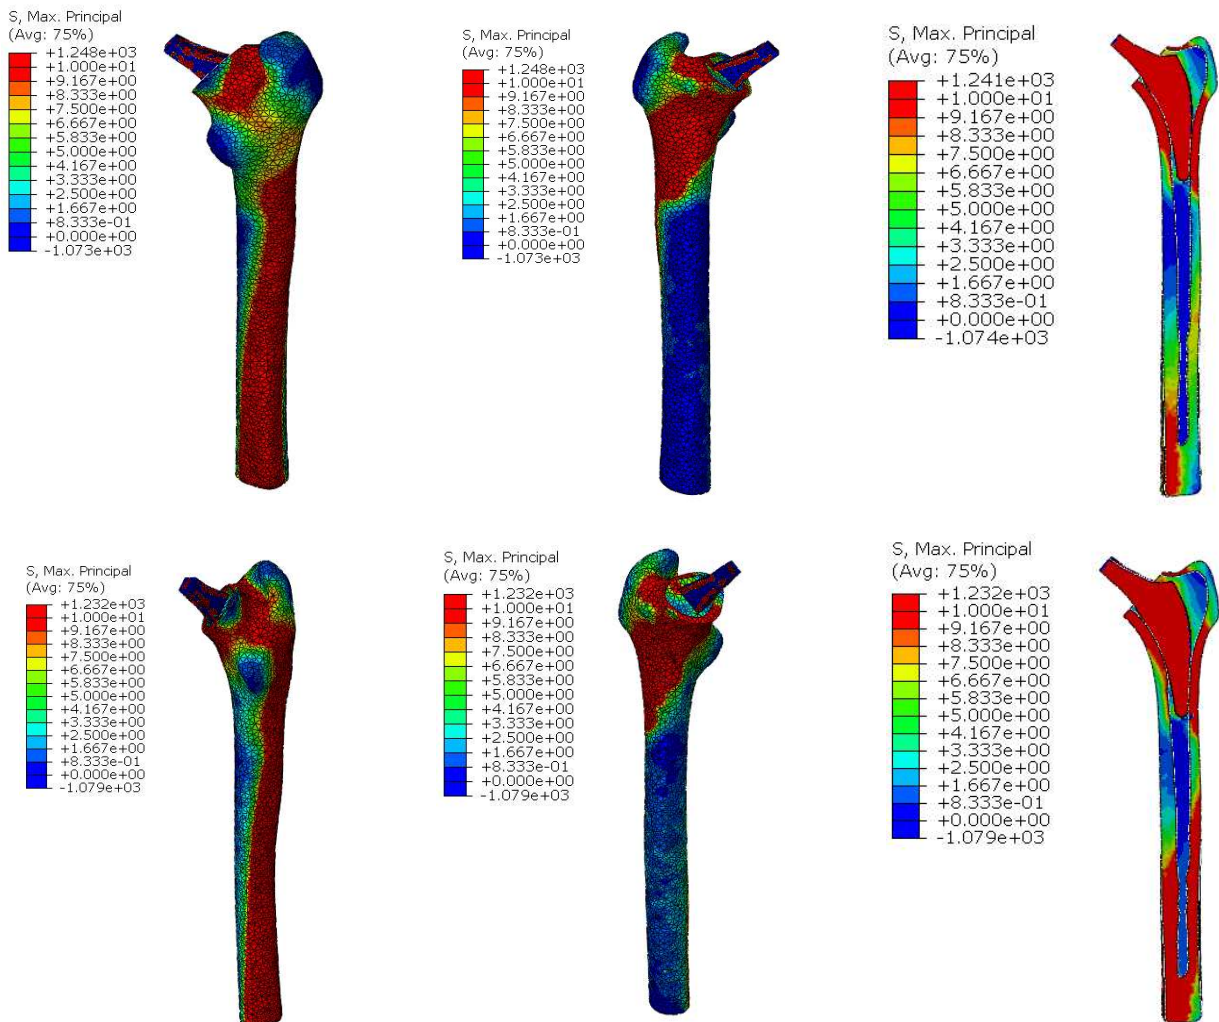 S, Max. Principal
(Avg: 75%)
+1.248e+03
+1.000e+01
+9.167e+00
+8.333e+00
+7.500e+00
+6.667e+00
+5.833e+00
+5.000e+00
+4.167e+00
+3.333e+00
+2.500e+00
+1.667e+00
+8.333e-01
+0.000e+00
-1.073e+03
S, Max. Principal
(Avg: 75%)
+1.248e+03
+1.000e+01
+9.167e+00
+8.333e+00
+7.500e+00
+6.667e+00
+5.833e+00
+5.000e+00
+4.167e+00
+3.333e+00
+2.500e+00
+1.667e+00
+8.333e-01
+0.000e+00
-1.073e+03
S, Max. Principal
(Avg: 75%)
+1.241e+03
+1.000e+01
+9.167e+00
+8.333e+00
+7.500e+00
+6.667e+00
+5.833e+00
+5.000e+00
+4.167e+00
+3.333e+00
+2.500e+00
+1.667e+00
+8.333e-01
+0.000e+00
-1.074e+03
S, Max. Principal
(Avg: 75%)
+1.232e+03
+1.000e+01
+9.167e+00
+8.333e+00
+7.500e+00
+6.667e+00
+5.833e+00
+5.000e+00
+4.167e+00
+3.333e+00
+2.500e+00
+1.667e+00
+8.333e-01
+0.000e+00
-1.079e+03
S, Max. Principal
(Avg: 75%)
+1.232e+03
+1.000e+01
+9.167e+00
+8.333e+00
+7.500e+00
+6.667e+00
+5.833e+00
+5.000e+00
+4.167e+00
+3.333e+00
+2.500e+00
+1.667e+00
+8.333e-01
+0.000e+00
-1.079e+03
S, Max. Principal
(Avg: 75%)
+1.232e+03
+1.000e+01
+9.167e+00
+8.333e+00
+7.500e+00
+6.667e+00
+5.833e+00
+5.000e+00
+4.167e+00
+3.333e+00
+2.500e+00
+1.667e+00
+8.333e-01
+0.000e+00
-1.079e+03